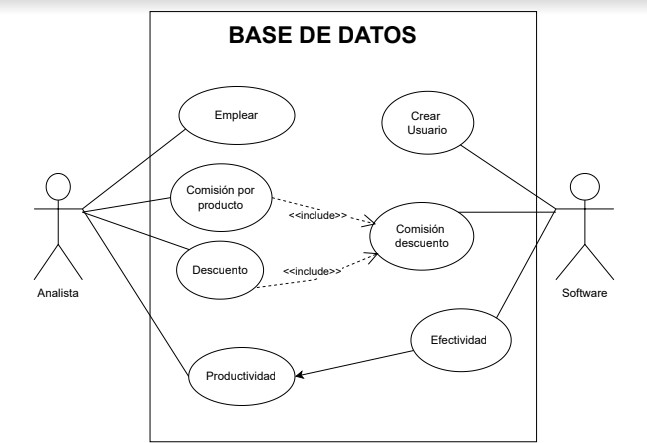 BASE DE DATOS
Emplear
Crear
Usuario
Comisión por
producto
<<include>>
Comisión
descuento
Descuento
<<include>>
Analista
Software
Efectividad
Productividad